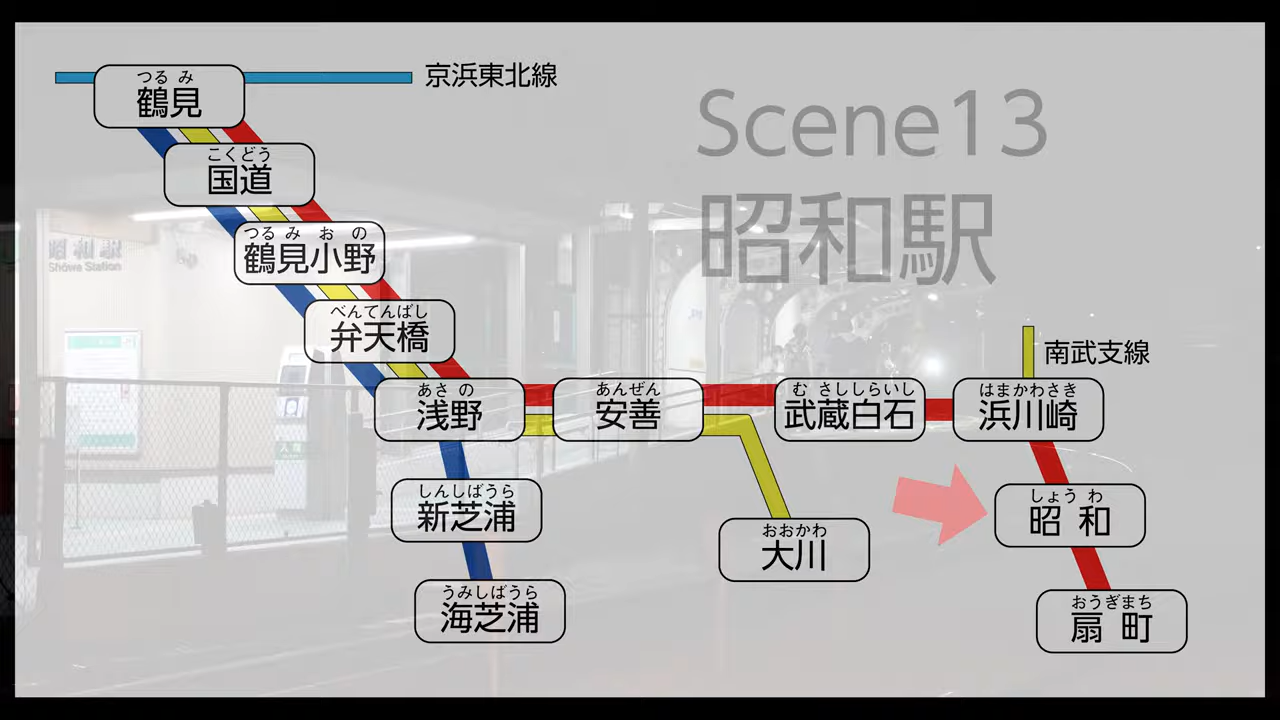 京浜東北線
つるみ
鶴見
こくどう
国道
つるみおの
鶴見小野
べんてんばし
弁天橋
あさの
浅野
あんぜん
安善
むさししらいし
武蔵白石
はまかわさき
浜川崎
南武支線
しんしばうら
新芝浦
うみしばうら
海芝浦
おおかわ
大川
しょうわ
昭和
おうぎまち
扇町
Scene13
昭和駅
昭和駅
Showa Station